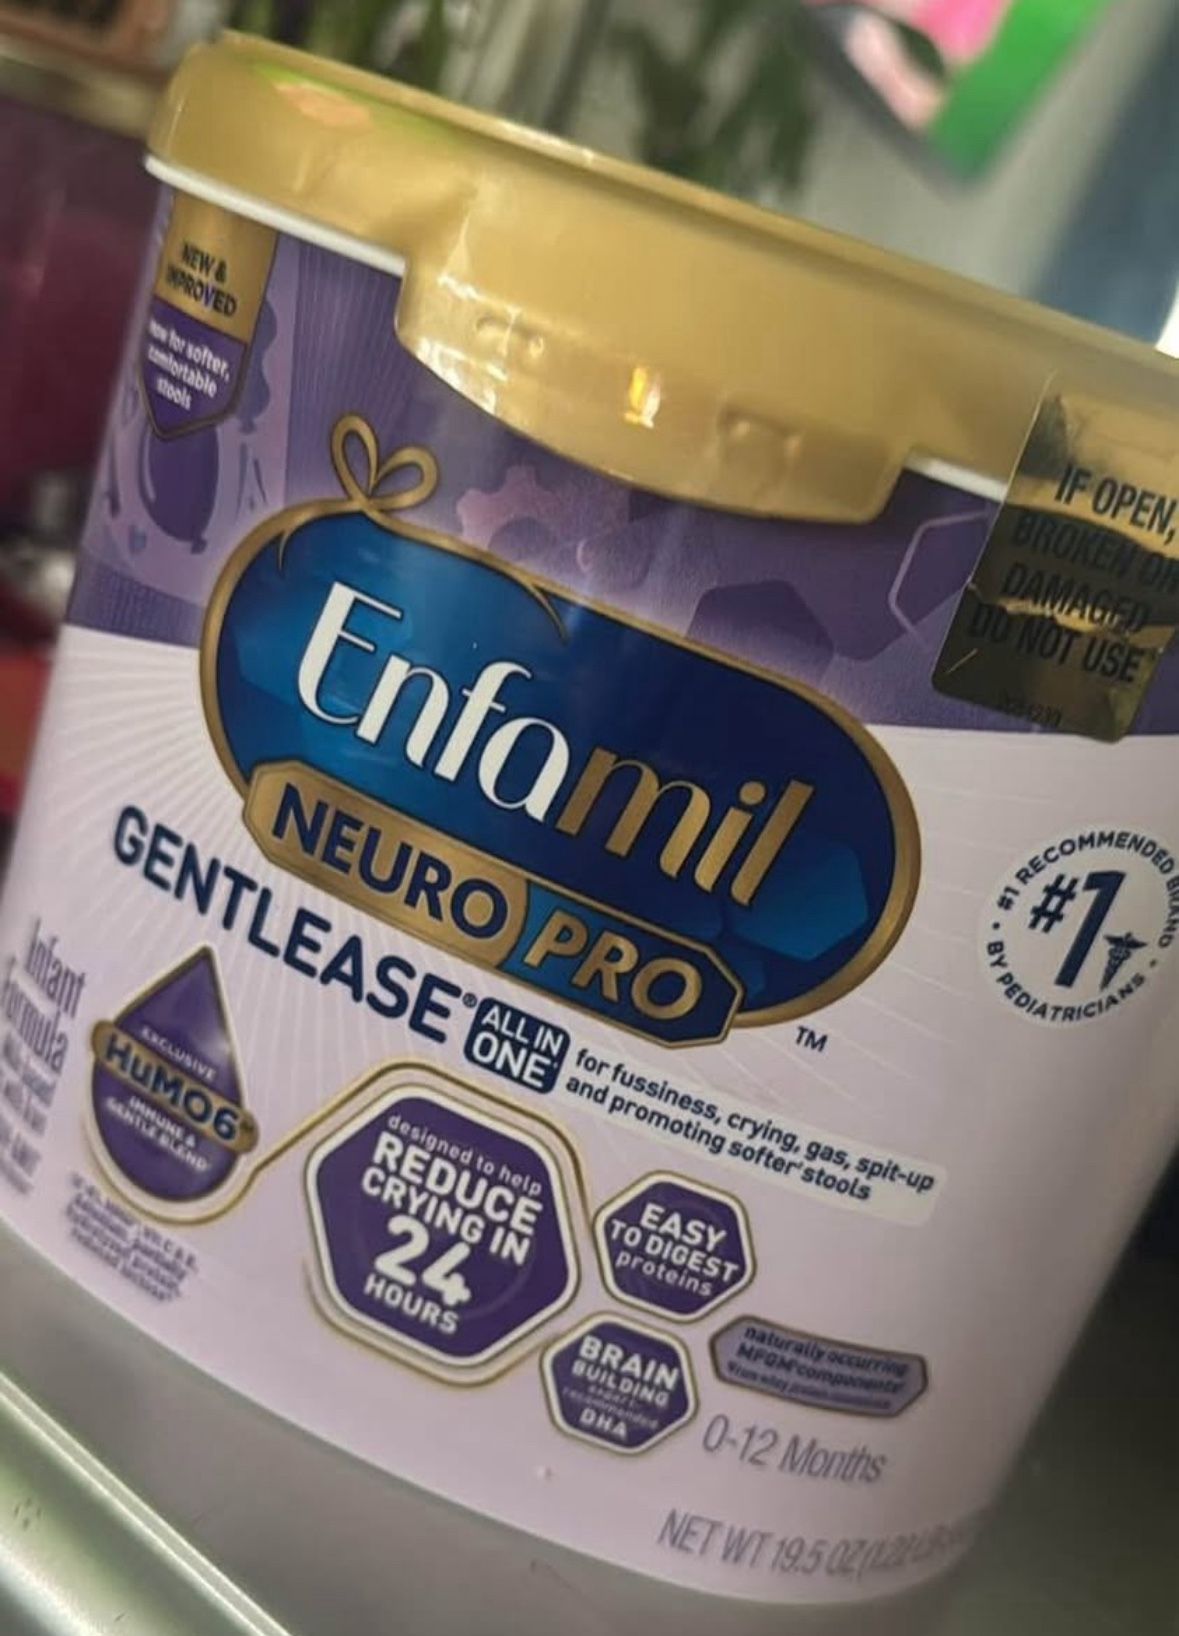 NEW &
IMPROVED
now for softer,
comfortable
stools
IF OPEN,
BROKEN OR
DAMAGED
DO NOT USE
Enfamil
NEURO PRO
™
GENTLEASE®
ALL IN
ONE
for fussiness, crying, gas, spit-up
and promoting softer stools
#1 RECOMMENDED BRAND
#1
• BY PEDIATRICIANS •
Infant
Formula
EXCLUSIVE
HuMO6
IMMUNE &
GENTLE BLEND
designed to help
REDUCE
CRYING IN
24
HOURS
EASY
TO DIGEST
proteins
BRAIN
BUILDING
expert-
recommended
DHA
naturally occurring
MFGM components
0-12 Months
NET WT 19.5 OZ